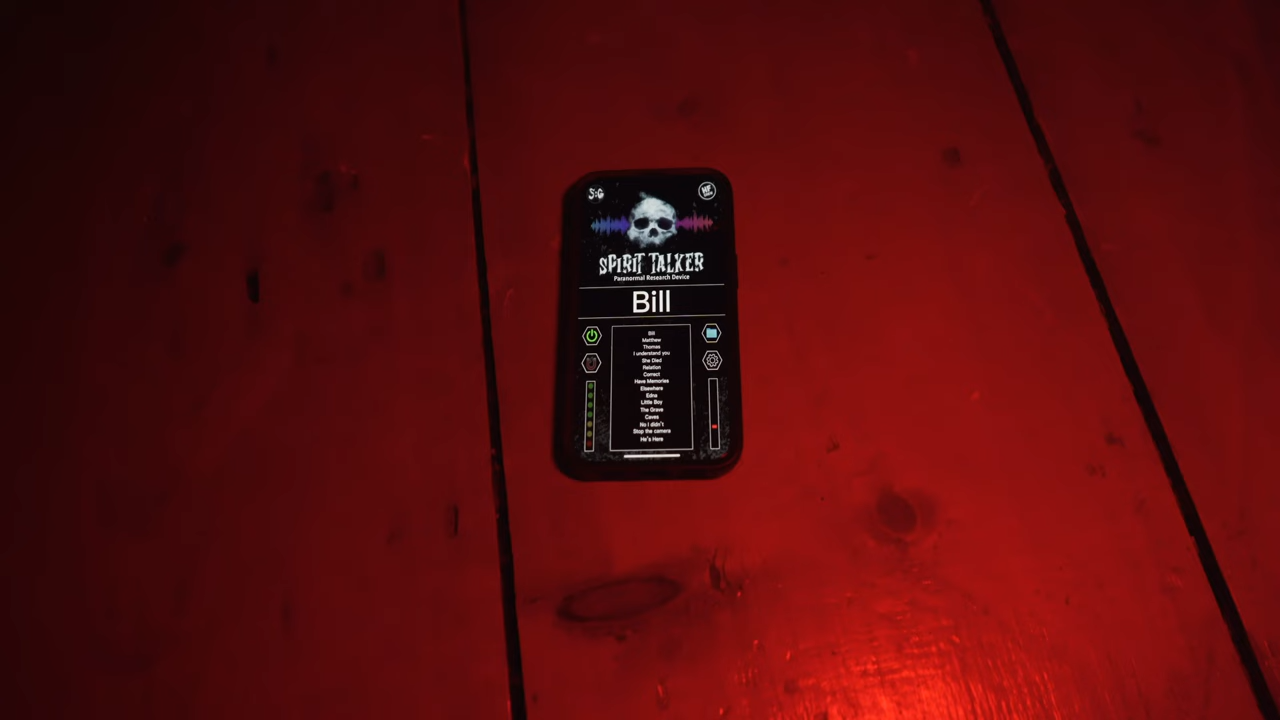 S:G
SPIRIT TALKER
Paranormal Research Device
Bill
Bill
Matthew
Thomas
I understand you
She Died
Relation
Correct
Have Memories
Elsewhere
Edna
Little Boy
The Grave
Caves
No I didn't
Stop the camera
He's Here